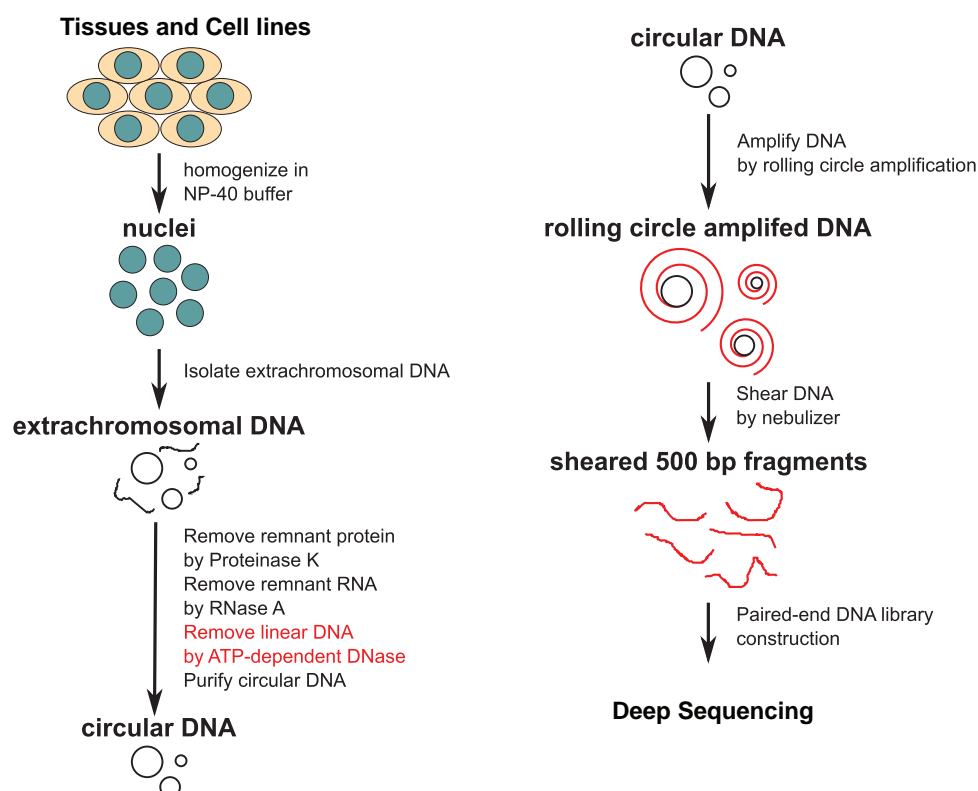 Tissues and Cell lines
homogenize in
NP-40 buffer
nuclei
Isolate extrachromosomal DNA
extrachromosomal DNA
Remove remnant protein
by Proteinase K
Remove remnant RNA
by RNase A
Remove linear DNA
by ATP-dependent DNase
Purify circular DNA
circular DNA
circular DNA
Amplify DNA
by rolling circle amplification
rolling circle amplifed DNA
Shear DNA
by nebulizer
sheared 500 bp fragments
Paired-end DNA library
construction
Deep Sequencing